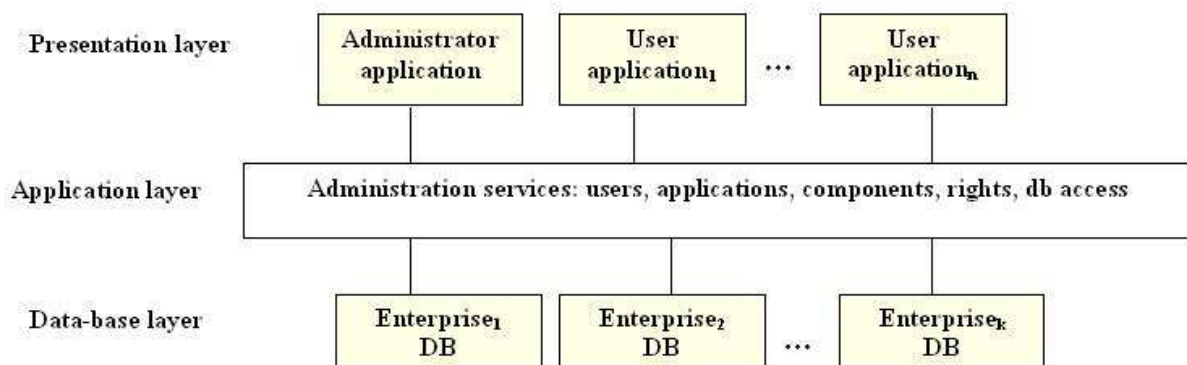 Presentation layer
Administrator
application
User
application₁
...
User
applicationₙ
Application layer
Administration services: users, applications, components, rights, db access
Data-base layer
Enterprise₁
DB
Enterprise₂
DB
...
Enterpriseₖ
DB